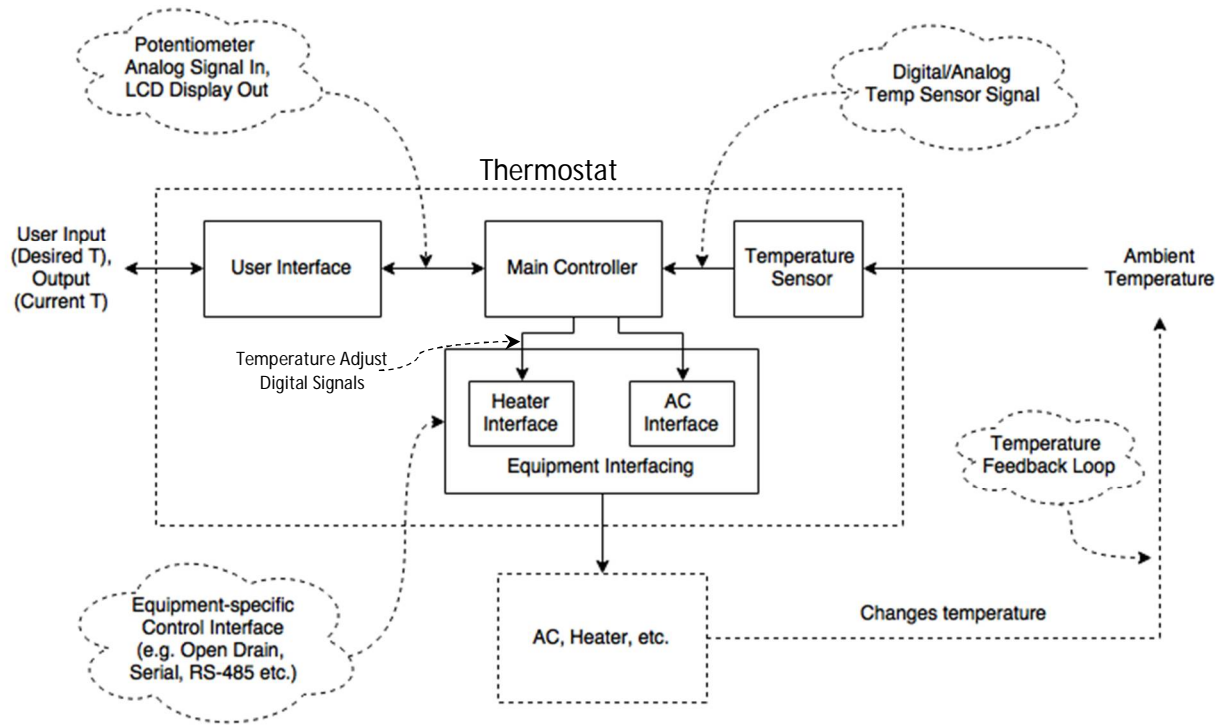 Potentiometer
Analog Signal In,
LCD Display Out
Digital/Analog
Temp Sensor Signal
Thermostat
User Input
(Desired T),
Output
(Current T)
User Interface
Main Controller
Temperature
Sensor
Ambient
Temperature
Temperature Adjust
Digital Signals
Heater
Interface
AC
Interface
Equipment Interfacing
Temperature
Feedback Loop
Equipment-specific
Control Interface
(e.g. Open Drain,
Serial, RS-485 etc.)
AC, Heater, etc.
Changes temperature